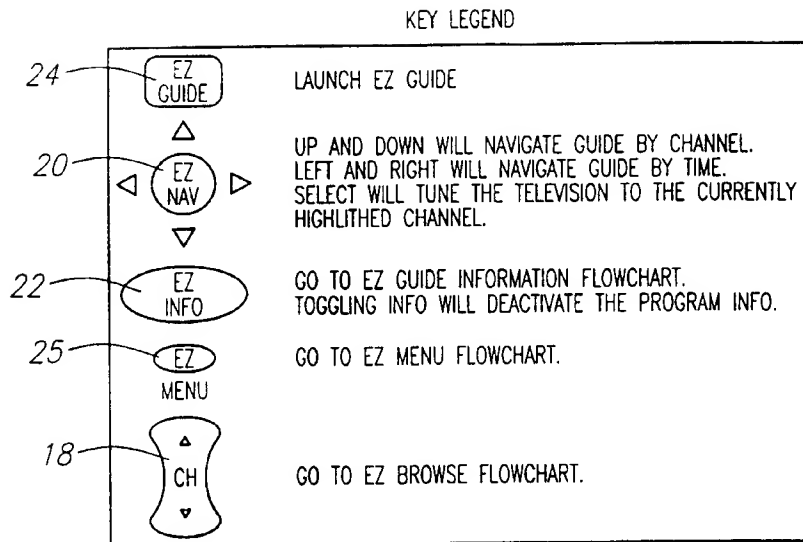 KEY LEGEND
24
EZ
GUIDE
LAUNCH EZ GUIDE
20
EZ
NAV
UP AND DOWN WILL NAVIGATE GUIDE BY CHANNEL.
LEFT AND RIGHT WILL NAVIGATE GUIDE BY TIME.
SELECT WILL TUNE THE TELEVISION TO THE CURRENTLY
HIGHLITHED CHANNEL.
22
EZ
INFO
GO TO EZ GUIDE INFORMATION FLOWCHART.
TOGGLING INFO WILL DEACTIVATE THE PROGRAM INFO.
25
EZ
MENU
GO TO EZ MENU FLOWCHART.
18
CH
GO TO EZ BROWSE FLOWCHART.